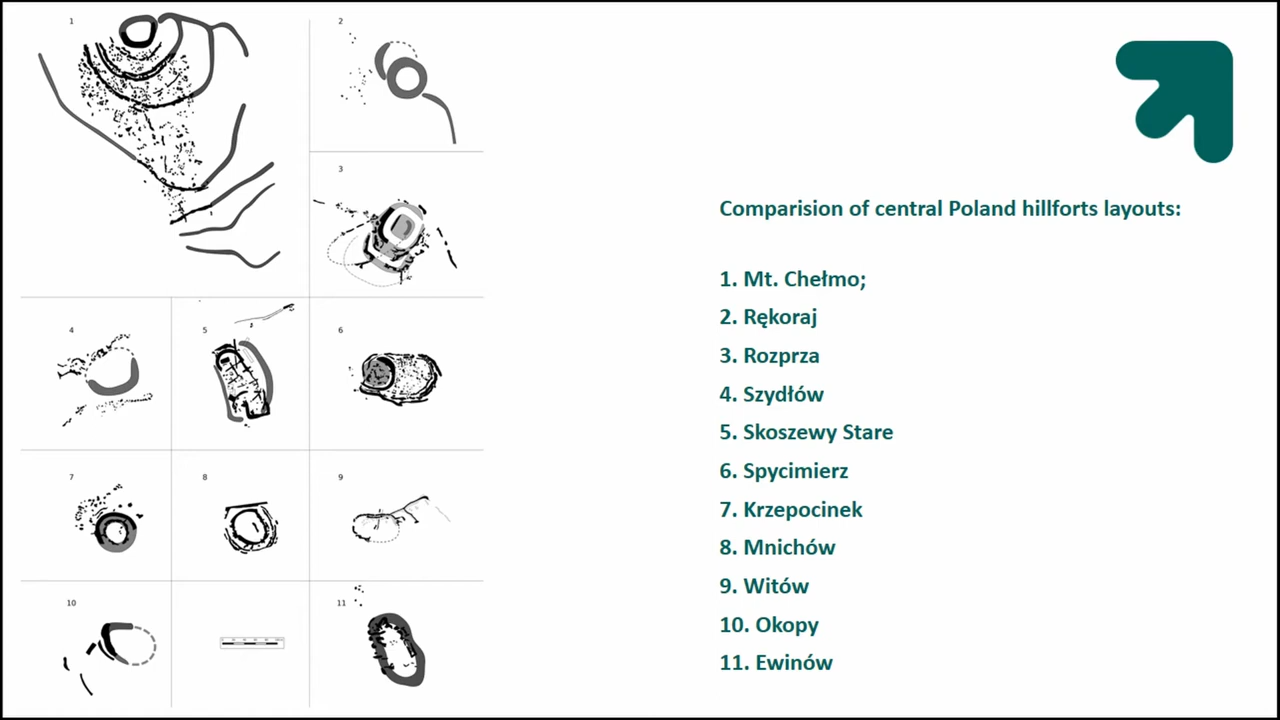 1
2
3
4
5
6
7
8
9
10
11
Comparision of central Poland hillforts layouts:
1. Mt. Chełmo;
2. Rękoraj
3. Rozprza
4. Szydłów
5. Skoszewy Stare
6. Spycimierz
7. Krzepocinek
8. Mnichów
9. Witów
10. Okopy
11. Ewinów